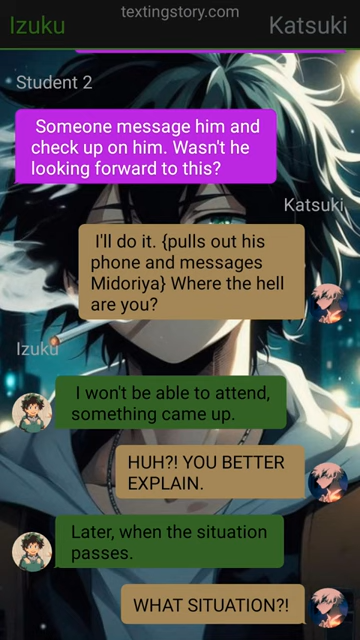 textingstory.com
Izuku
Katsuki
Student 2
Someone message him and
check up on him. Wasn't he
looking forward to this?
Katsuki
I'll do it. {pulls out his
phone and messages
Midoriya} Where the hell
are you?
Izuku
I won't be able to attend,
something came up.
HUH?! YOU BETTER
EXPLAIN.
Later, when the situation
passes.
WHAT SITUATION?!